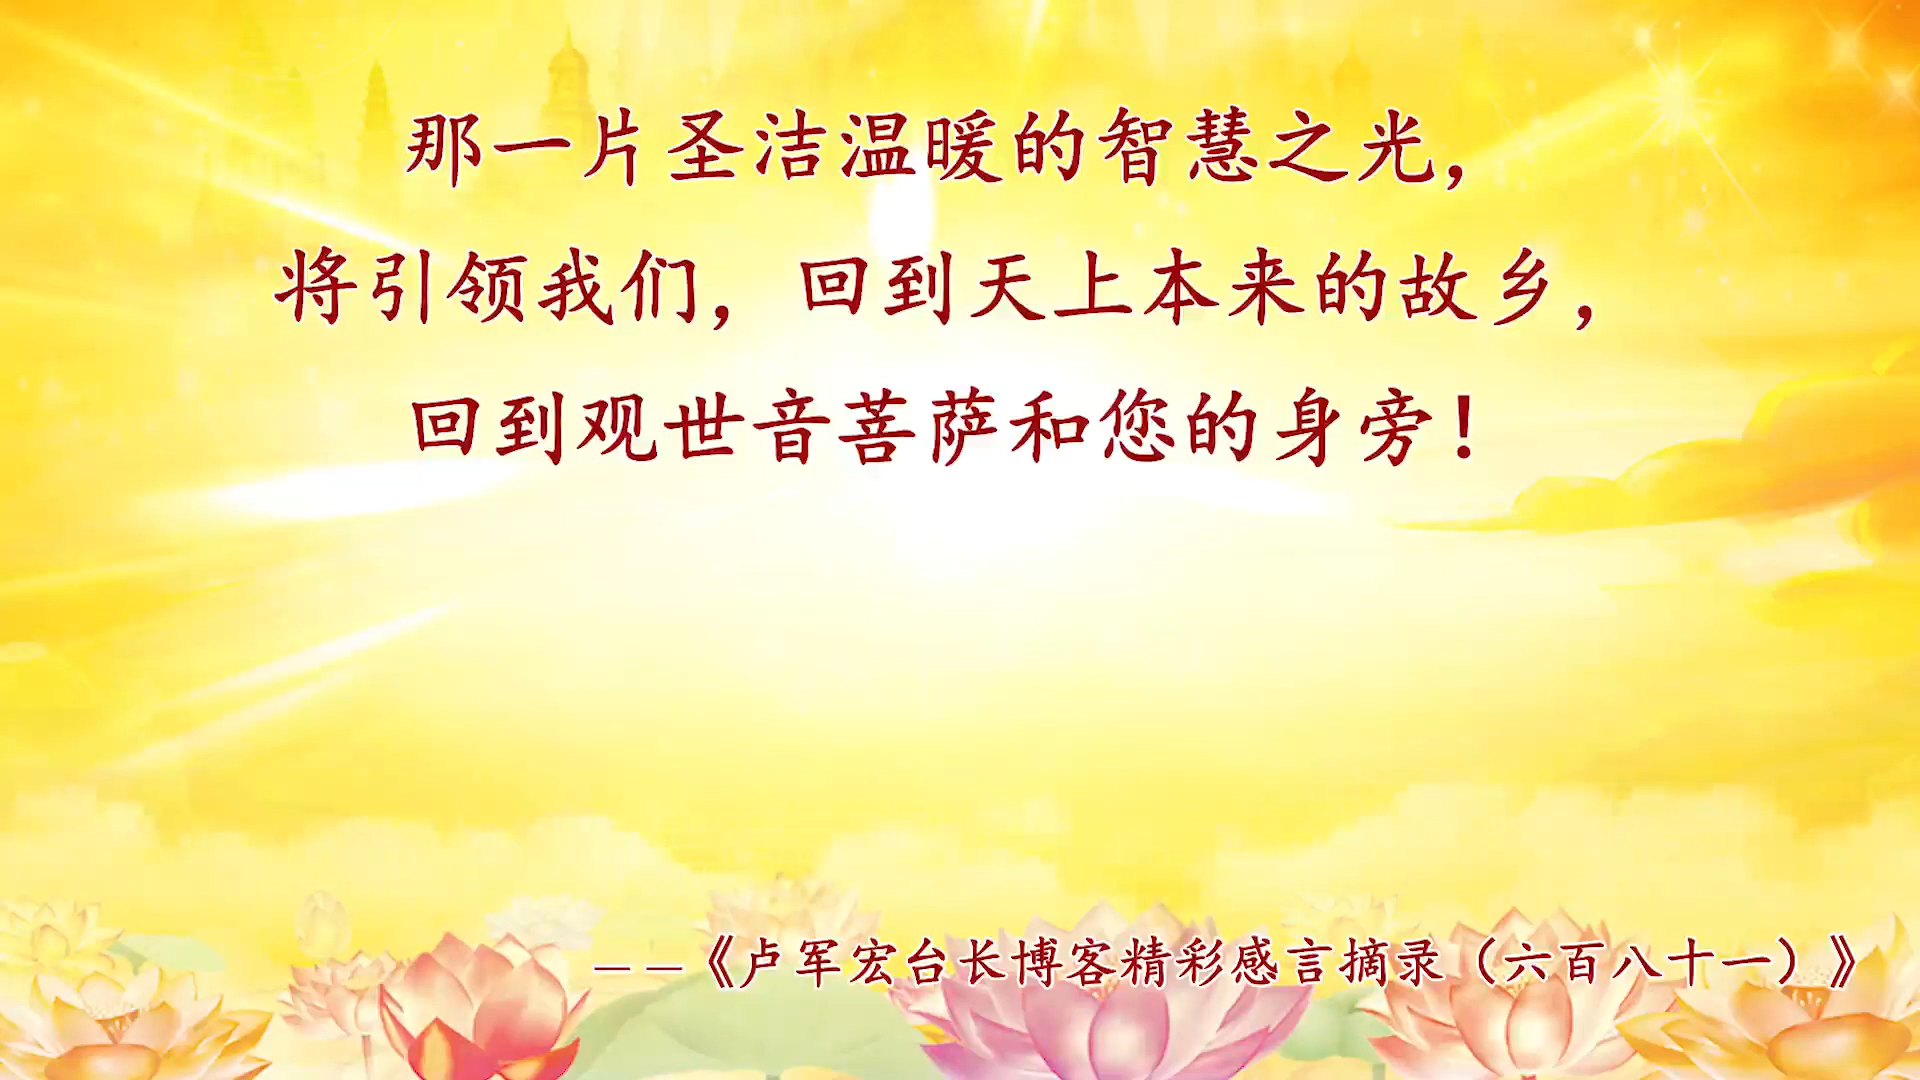 那一片圣洁温暖的智慧之光，
将引领我们，回到天上本来的故乡，
回到观世音菩萨和您的身旁！
——《卢军宏台长博客精彩感言摘录（六百八十一）》